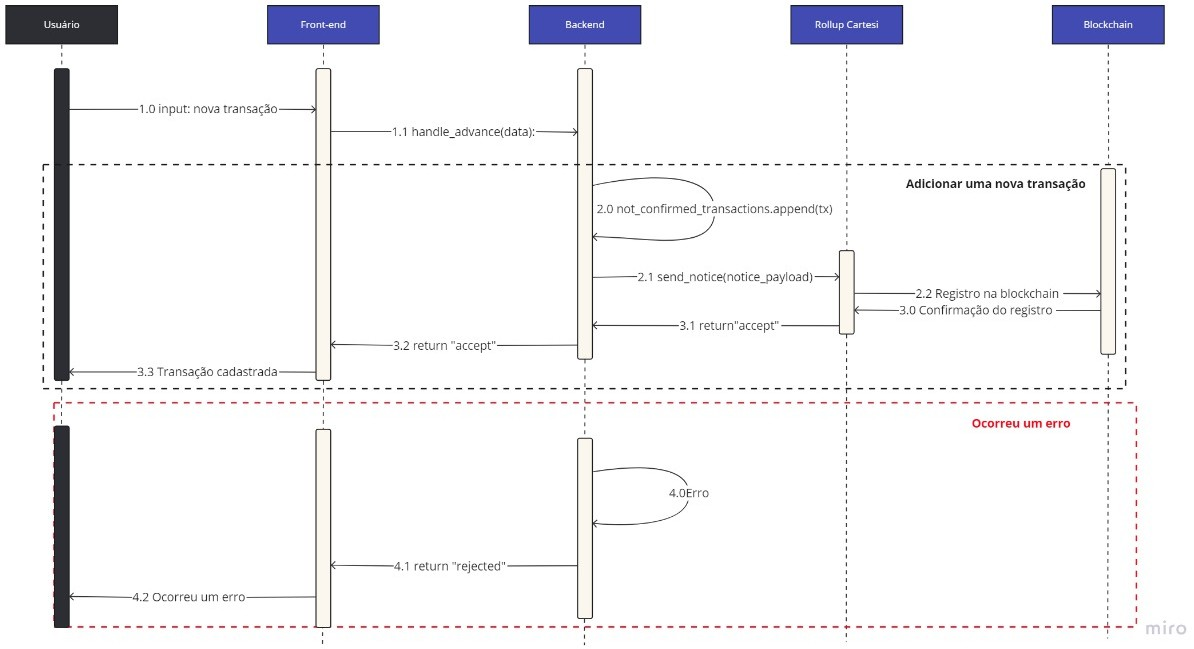 Usuário
Front-end
Backend
Rollup Cartesi
Blockchain
1.0 input: nova transação
1.1 handle_advance(data):
Adicionar uma nova transação
2.0 not_confirmed_transactions.append(tx)
2.1 send_notice(notice_payload)
2.2 Registro na blockchain
3.0 Confirmação do registro
3.1 return"accept"
3.2 return "accept"
3.3 Transação cadastrada
Ocorreu um erro
4.0Erro
4.1 return "rejected"
4.2 Ocorreu um erro
miro